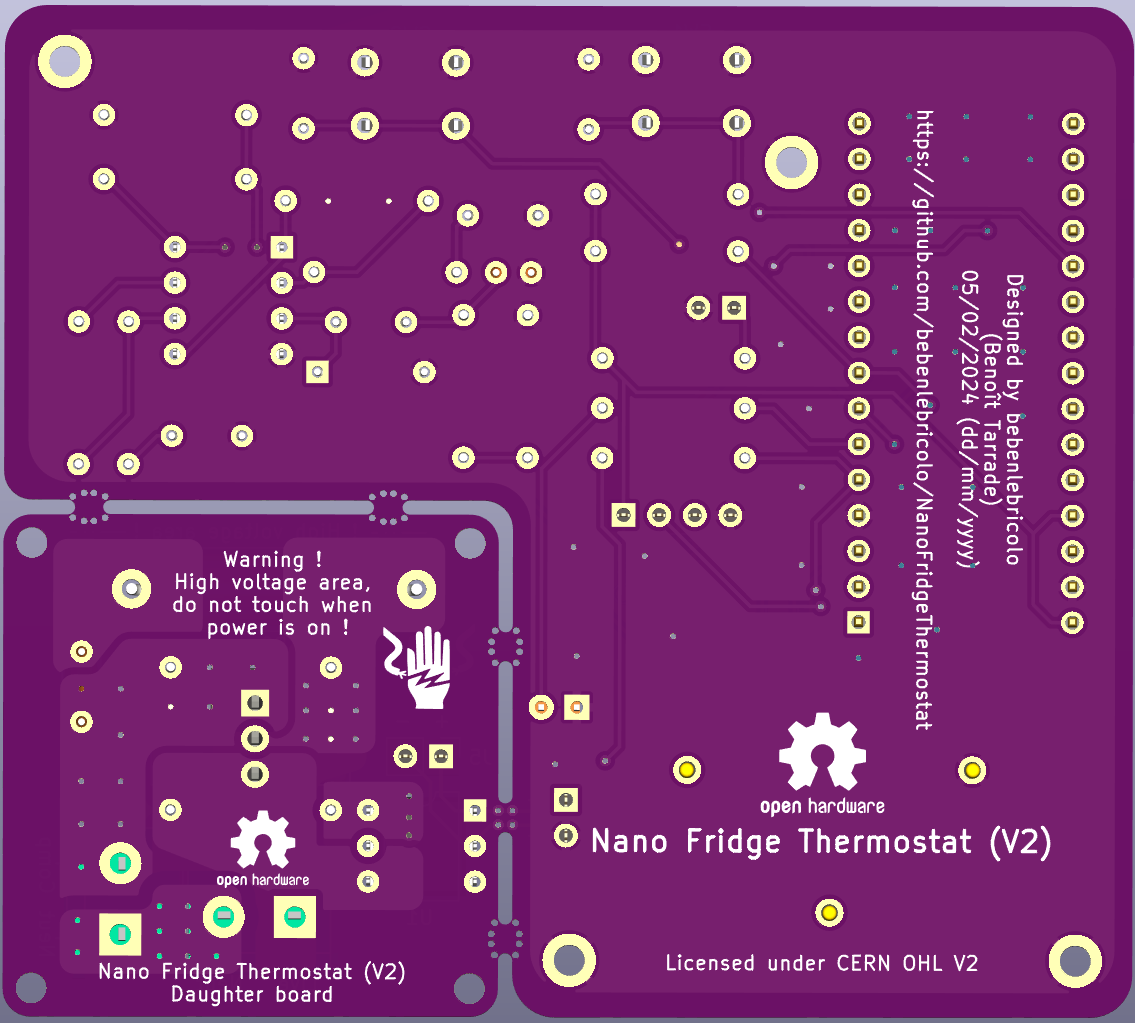 https://github.com/bebenlebricolo/NanoFridgeThermostat
Designed by bebenlebricolo
(Benoît Tarrade)
05/02/2024 (dd/mm/yyyy)
Warning !
High voltage area,
do not touch when
power is on !
open hardware
Nano Fridge Thermostat (V2)
Licensed under CERN OHL V2
open hardware
Nano Fridge Thermostat (V2)
Daughter board